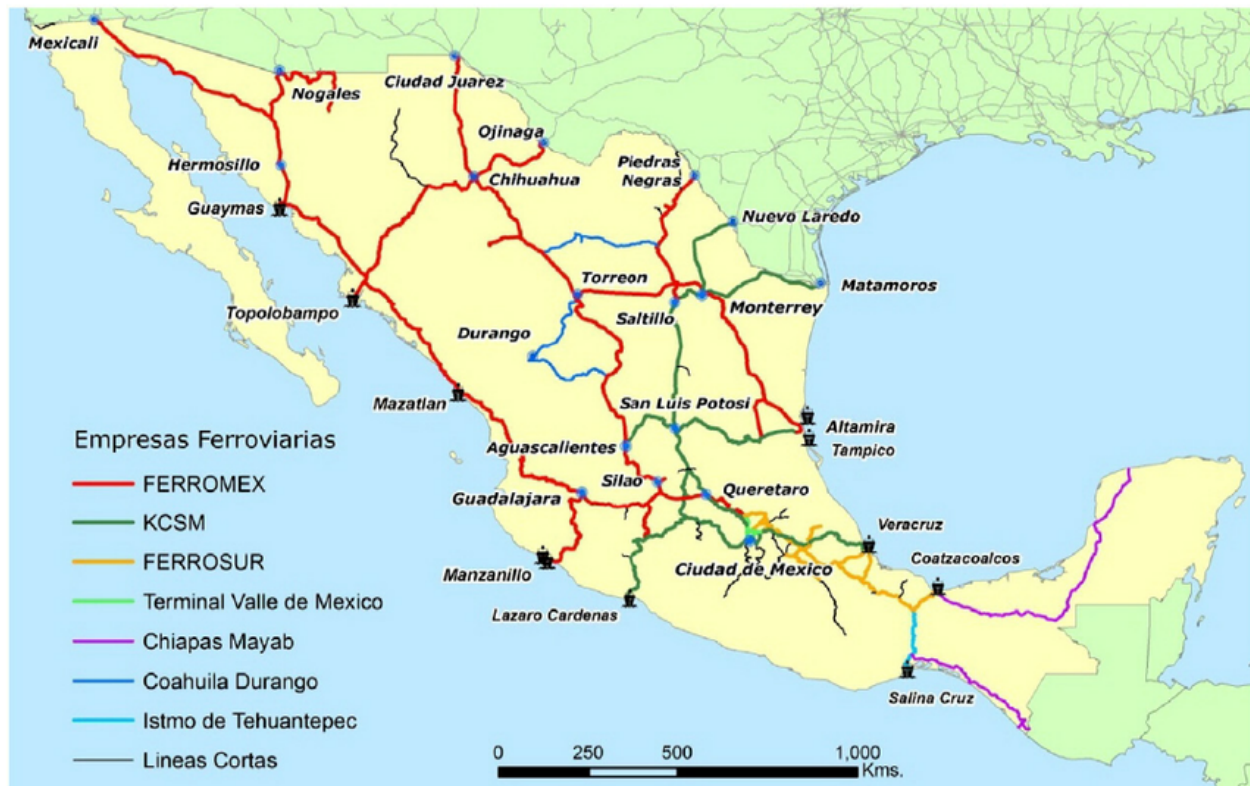 Mexicali
Nogales
Ciudad Juarez
Ojinaga
Hermosillo
Chihuahua
Piedras
Negras
Guaymas
Nuevo Laredo
Torreon
Matamoros
Topolobampo
Saltillo
Monterrey
Durango
Mazatlan
San Luis Potosi
Altamira
Tampico
Aguascalientes
Silao
Guadalajara
Queretaro
Veracruz
Coatzacoalcos
Manzanillo
Ciudad de Mexico
Lazaro Cardenas
Salina Cruz
Empresas Ferroviarias
FERROMEX
KCSM
FERROSUR
Terminal Valle de Mexico
Chiapas Mayab
Coahuila Durango
Istmo de Tehuantepec
Lineas Cortas
0 250 500 1,000
Kms.